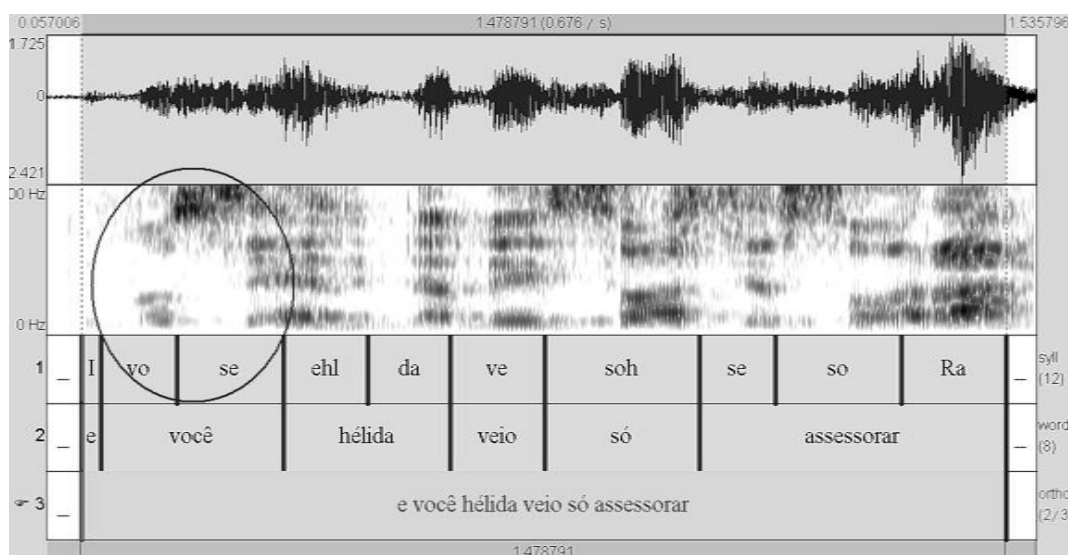 0.057006 1.478791 (0.676 / s) 1.535796
1.725
0
2.421
00 Hz
0 Hz
1 _ I vo se ehl da ve soh se so Ra _ syll (12)
2 _ e você hélida veio só assessorar _ word (8)
3 _ e você hélida veio só assessorar _ ortho (2/3
1.478791